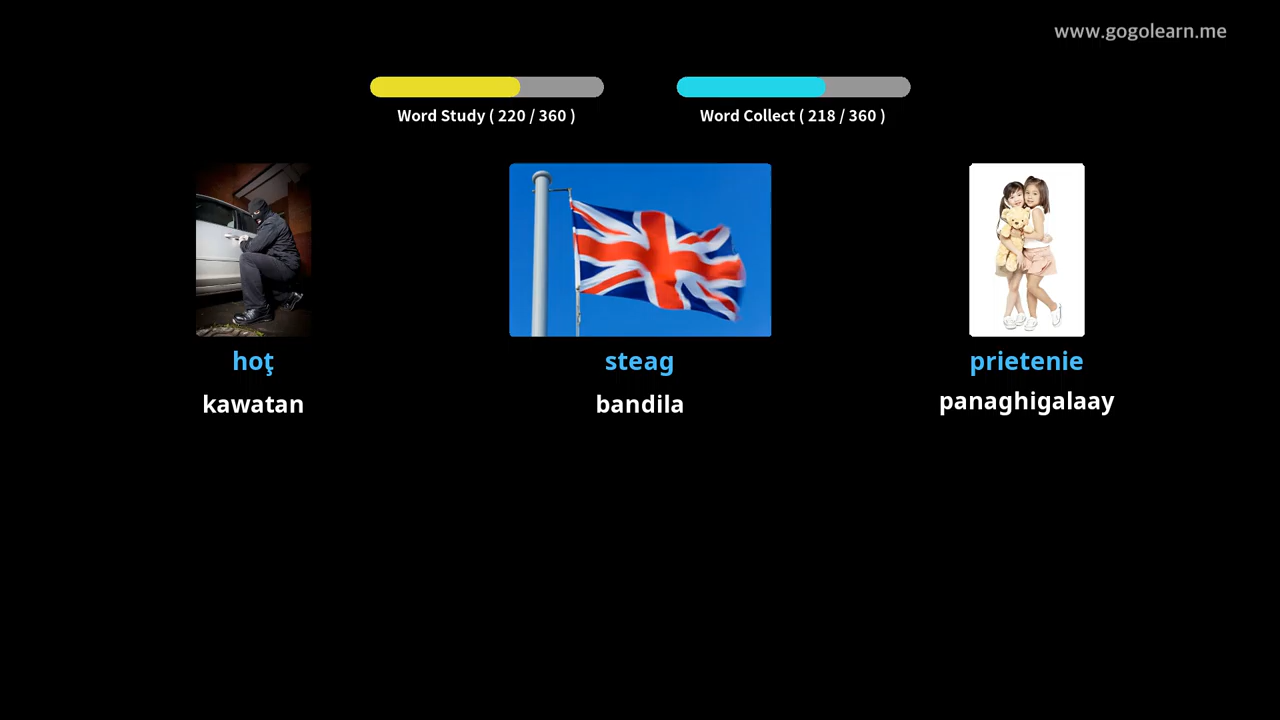 www.gogolearn.me
Word Study ( 220 / 360 )
Word Collect ( 218 / 360 )
hoţ
steag
prietenie
kawatan
bandila
panaghigalaay